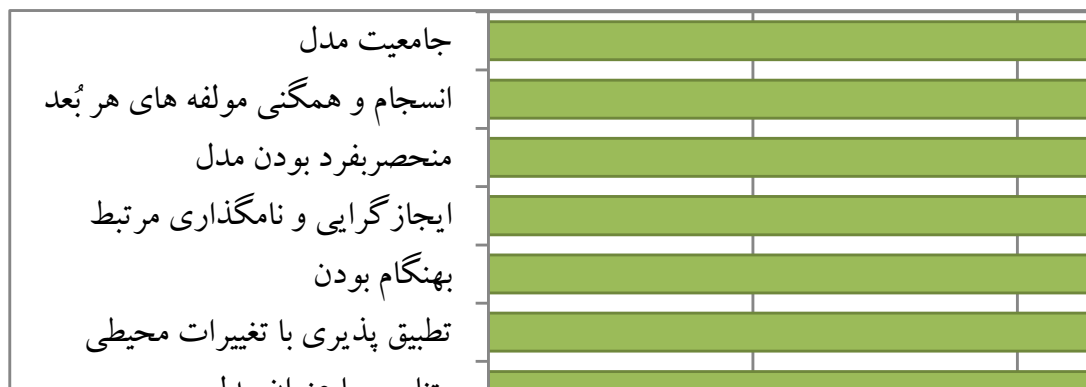 جامعیت مدل
انسجام و همگنی مولفه های هر بُعد
منحصربفرد بودن مدل
ایجازگرایی و نامگذاری مرتبط
بهنگام بودن
تطبیق پذیری با تغییرات محیطی